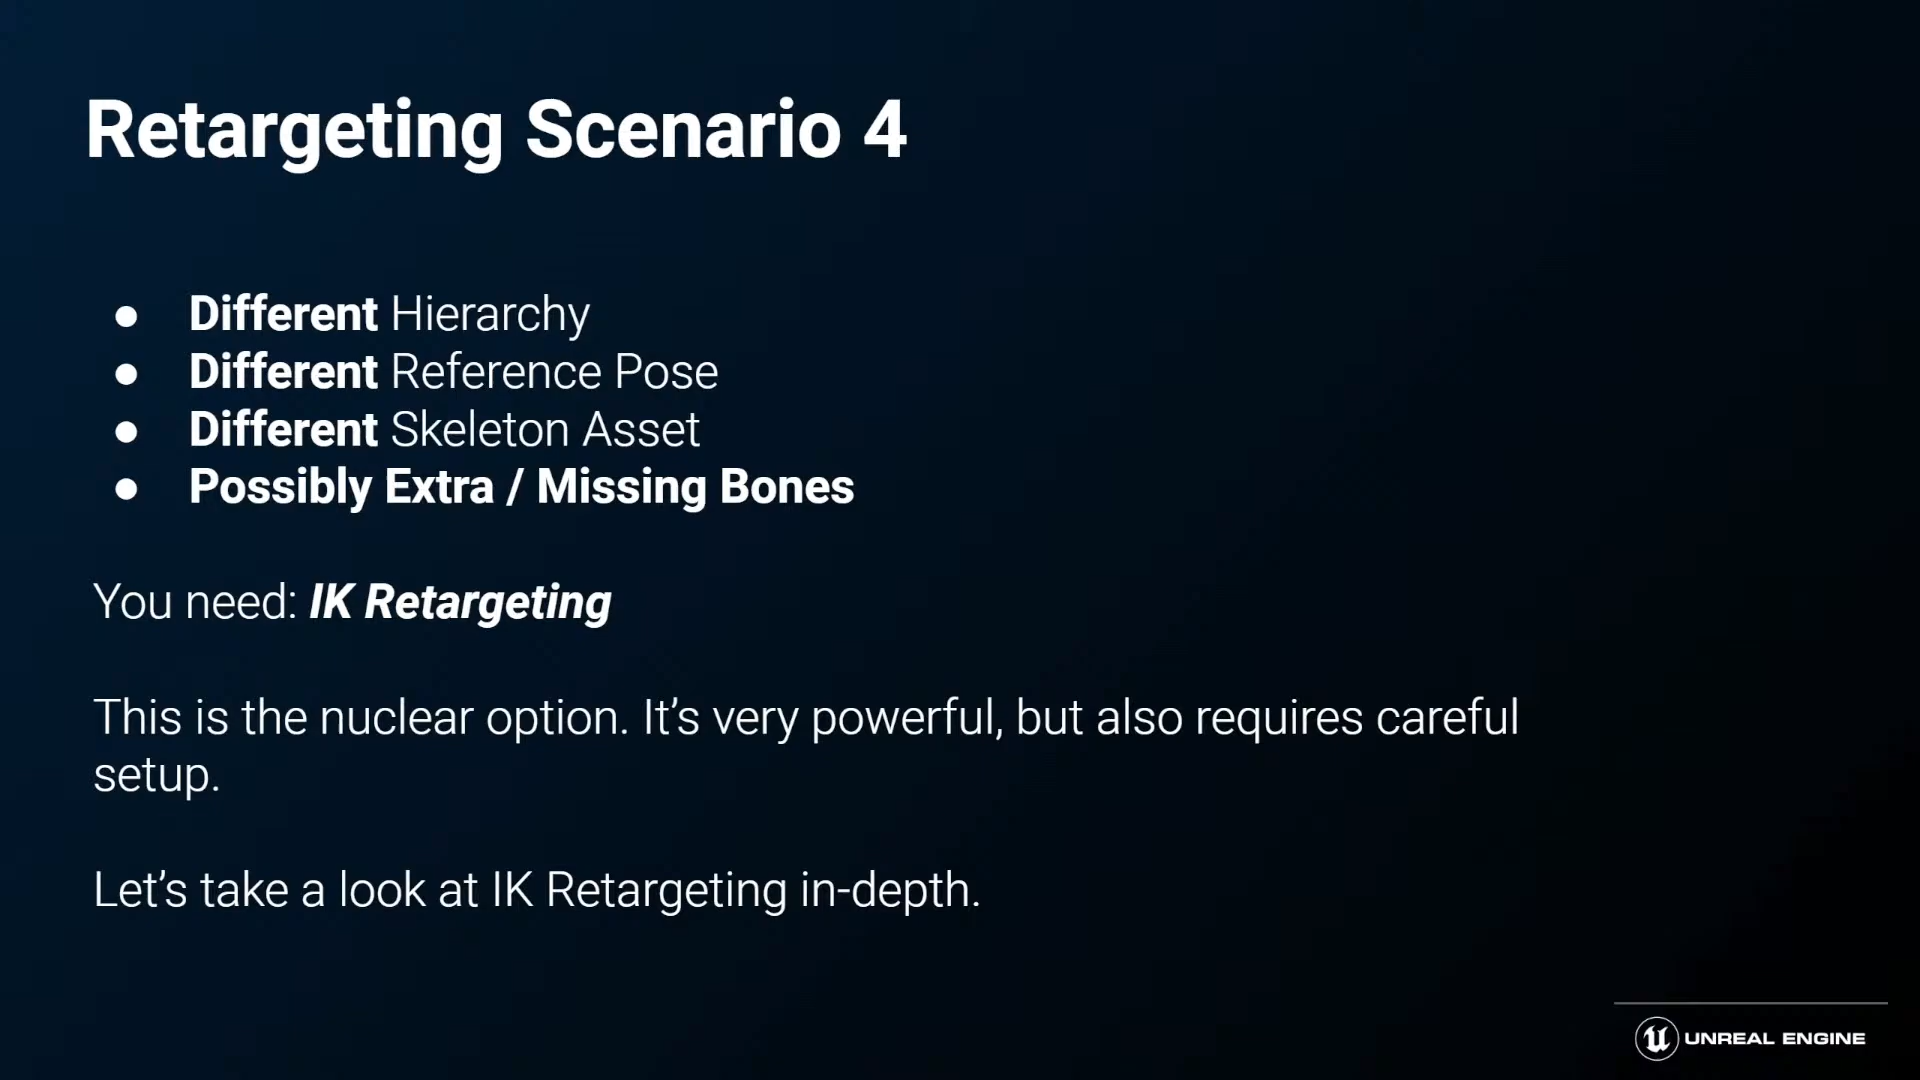 Retargeting Scenario 4
● Different Hierarchy
● Different Reference Pose
● Different Skeleton Asset
● Possibly Extra / Missing Bones
You need: IK Retargeting
This is the nuclear option. It’s very powerful, but also requires careful
setup.
Let’s take a look at IK Retargeting in-depth.
UNREAL ENGINE